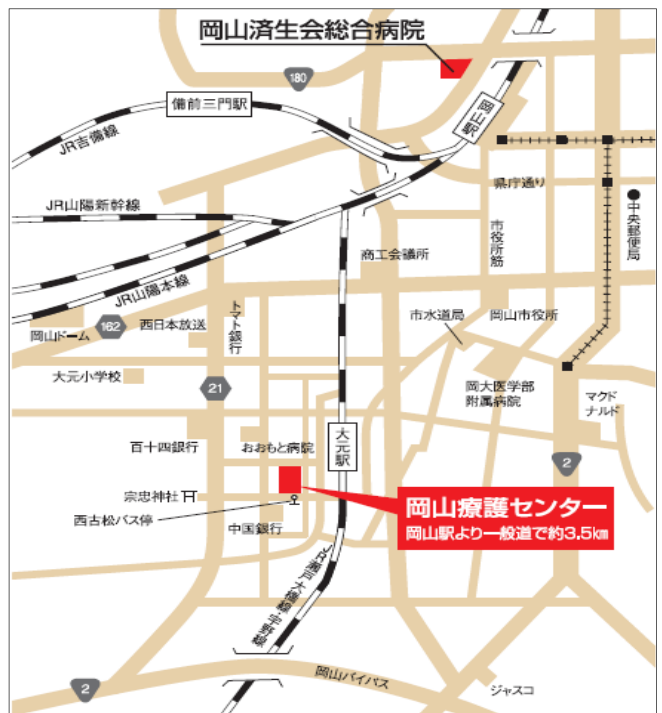 岡山済生会総合病院
180
備前三門駅
岡山駅
JR吉備線
県庁通り
JR山陽新幹線
中央郵便局
市役所筋
商工会議所
JR山陽本線
岡山ドーム
162
西日本放送
トマト銀行
市水道局
岡山市役所
大元小学校
21
岡大医学部
附属病院
マクド
ナルド
百十四銀行
おおもと病院
大元駅
2
宗忠神社
岡山療護センター
岡山駅より一般道で約3.5km
西古松バス停
中国銀行
JR瀬戸大橋線・宇野線
岡山バイパス
2
ジャスコ